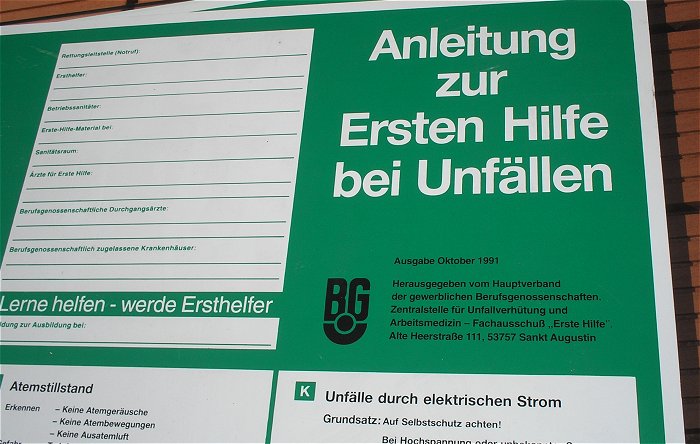 Rettungsleitstelle (Notruf):
Ersthelfer:
Betriebssanitäter:
Erste-Hilfe-Material bei:
Sanitätsraum:
Ärzte für Erste Hilfe:
Berufsgenossenschaftliche Durchgangsärzte:
Berufsgenossenschaftlich zugelassene Krankenhäuser:
Lerne helfen - werde Ersthelfer
zur Ausbildung bei:
Anleitung
zur
Ersten Hilfe
bei Unfällen
Ausgabe Oktober 1991
BG
Herausgegeben vom Hauptverband
der gewerblichen Berufsgenossenschaften.
Zentralstelle für Unfallverhütung und
Arbeitsmedizin – Fachausschuß „Erste Hilfe".
Alte Heerstraße 111, 53757 Sankt Augustin
Atemstillstand
Erkennen – Keine Atemgeräusche
– Keine Atembewegungen
– Keine Ausatemluft
K Unfälle durch elektrischen Strom
Grundsatz: Auf Selbstschutz achten!
Bei Hochspannung oder